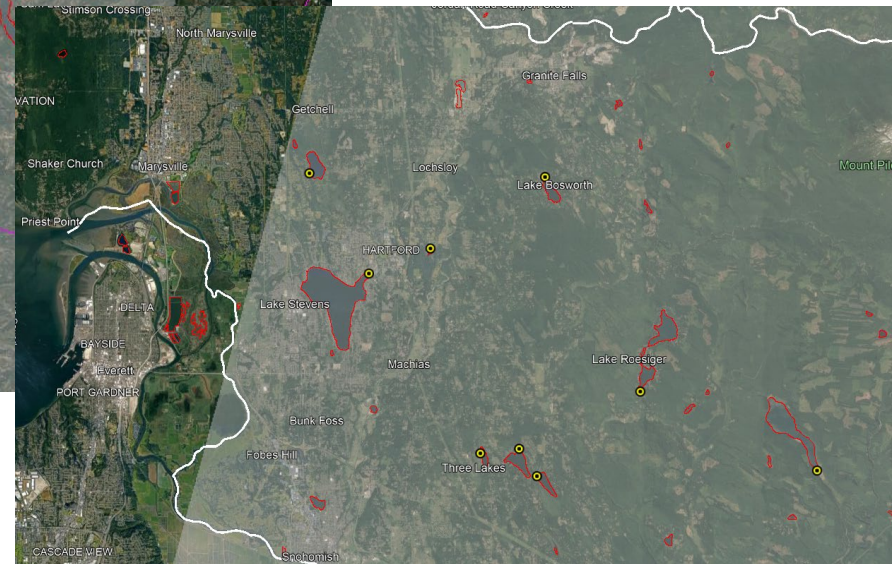 Stimson Crossing
North Marysville
Granite Falls
VATION
Getchell
Shaker Church
Marysville
Lochsloy
Mount Pil
Lake Bosworth
Priest Point
HARTFORD
DELTA
Lake Stevens
BAYSIDE
Everett
Machias
Lake Roesiger
PORT GARDNER
Bunk Foss
Fobes Hill
Three Lakes
CASCADE VIEW
Snohomish